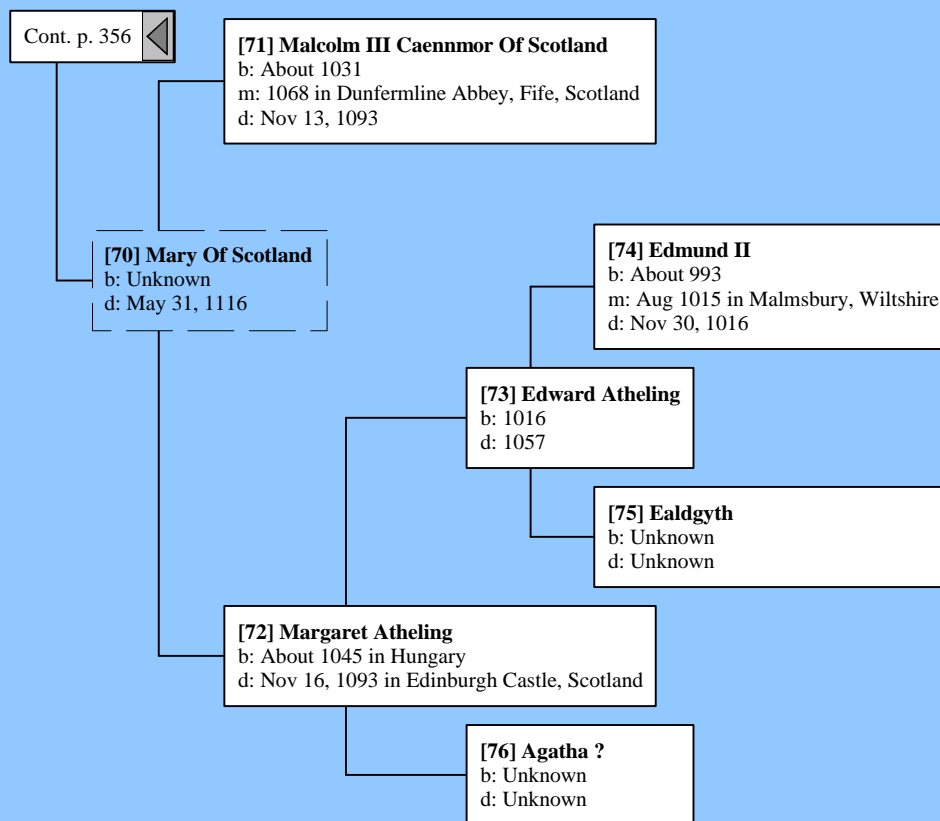 Cont. p. 356
[71] Malcolm III Caennmor Of Scotland
b: About 1031
m: 1068 in Dunfermline Abbey, Fife, Scotland
d: Nov 13, 1093
[70] Mary Of Scotland
b: Unknown
d: May 31, 1116
[74] Edmund II
b: About 993
m: Aug 1015 in Malmsbury, Wiltshire
d: Nov 30, 1016
[73] Edward Atheling
b: 1016
d: 1057
[75] Ealdgyth
b: Unknown
d: Unknown
[72] Margaret Atheling
b: About 1045 in Hungary
d: Nov 16, 1093 in Edinburgh Castle, Scotland
[76] Agatha ?
b: Unknown
d: Unknown